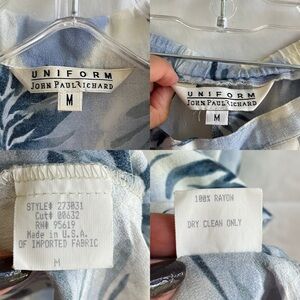 UNIFORM
JOHN PAUL RICHARD
M
UNIFORM
JOHN PAUL RICHARD
M
STYLE# 273031
Cut# 00632
RN# 95619
Made in U.S.A.
OF IMPORTED FABRIC
M
100% RAYON
DRY CLEAN ONLY